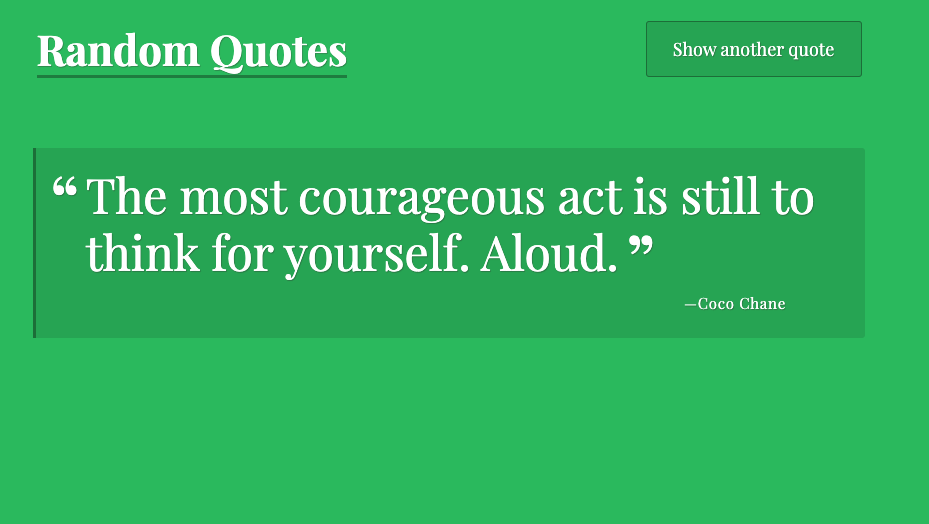 Random Quotes
Show another quote
“ The most courageous act is still to
think for yourself. Aloud. ”
—Coco Chane